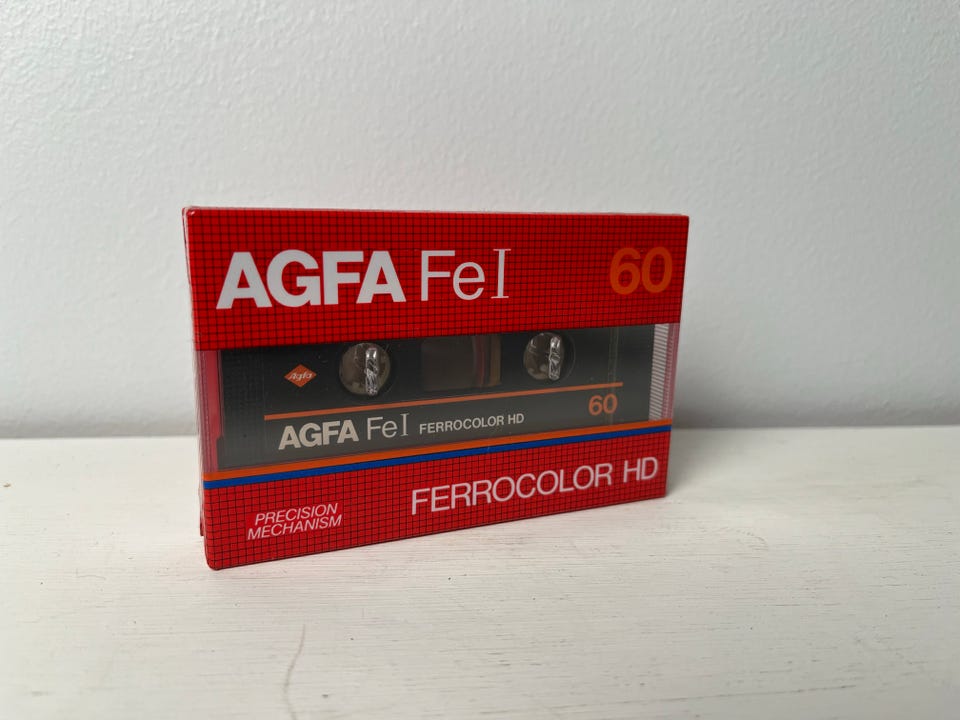 AGFA FeI 60
Agfa
60
AGFA FeI FERROCOLOR HD
PRECISION
MECHANISM
FERROCOLOR HD